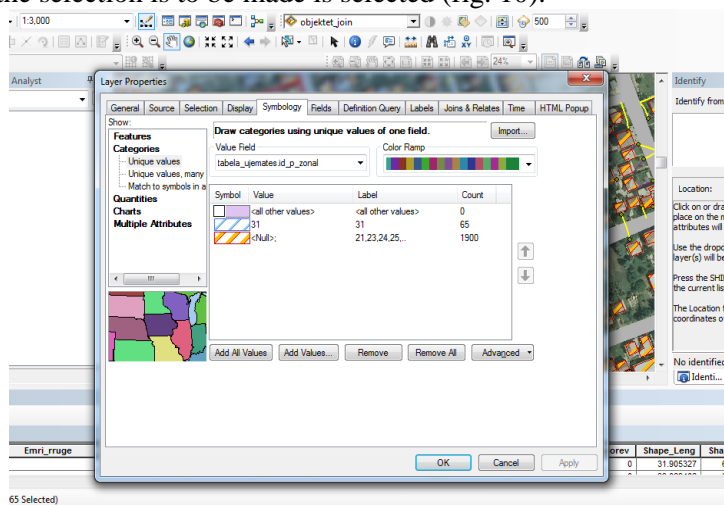 the selection is to be made is selected (fig. 10).
1:3,000
objektet_join
500
24%
Analyst
Layer Properties
Identify
General Source Selection Display Symbology Fields Definition Query Labels Joins & Relates Time HTML Popup
Identify from
Show:
Features
Categories
Unique values
Unique values, many
Match to symbols in a
Quantities
Charts
Multiple Attributes
Draw categories using unique values of one field.
Import...
Value Field
Color Ramp
tabela_ujemates.id_p_zonal
Symbol Value Label Count
<all other values> <all other values> 0
31 31 65
<Null>; 21,23,24,25,... 1900
Add All Values Add Values... Remove Remove All Advanced
OK Cancel Apply
Location:
Click on or dra
place on the m
attributes will
Use the dropdo
layer(s) will be
Press the SHI
the current lis
The Location f
coordinates o
No identified
Identi...
Emri_rruge
orev Shape_Leng Sha
0 31.905327 6
65 Selected)